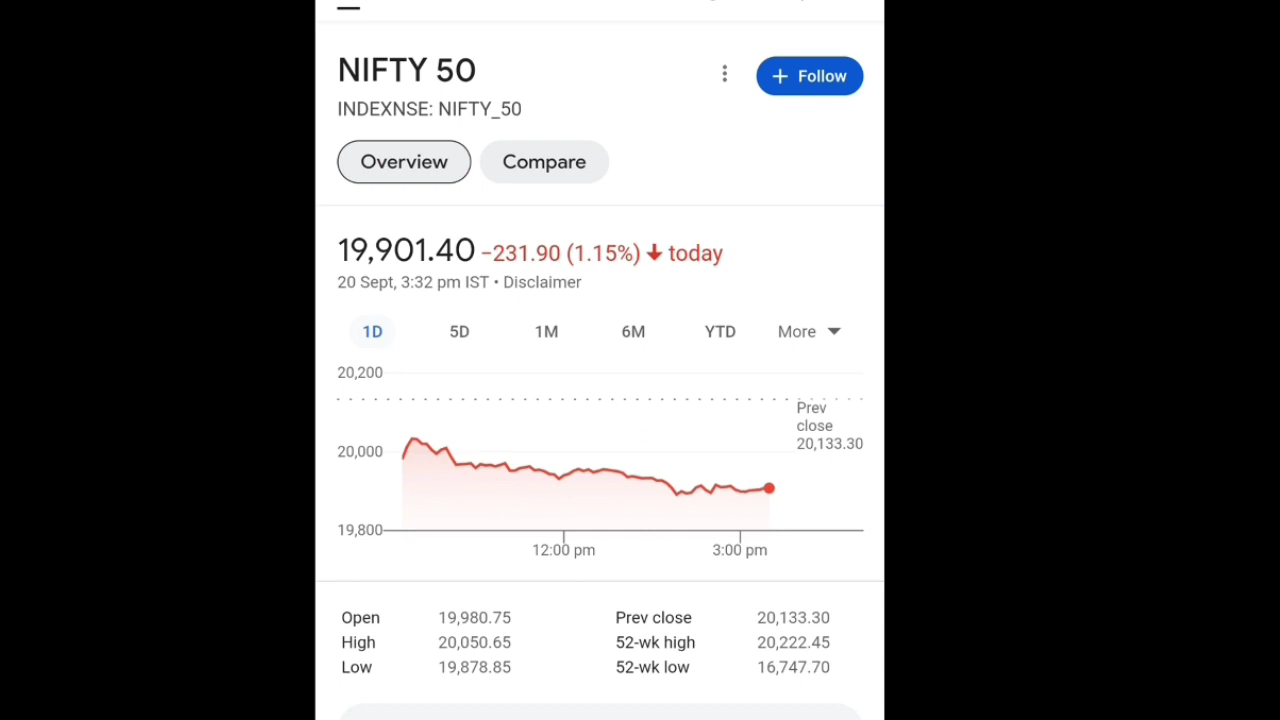 NIFTY 50
+ Follow
INDEXNSE: NIFTY_50
Overview Compare
19,901.40 −231.90 (1.15%) ↓ today
20 Sept, 3:32 pm IST • Disclaimer
1D 5D 1M 6M YTD More
20,200
Prev
close
20,133.30
20,000
19,800
12:00 pm 3:00 pm
Open 19,980.75 Prev close 20,133.30
High 20,050.65 52-wk high 20,222.45
Low 19,878.85 52-wk low 16,747.70